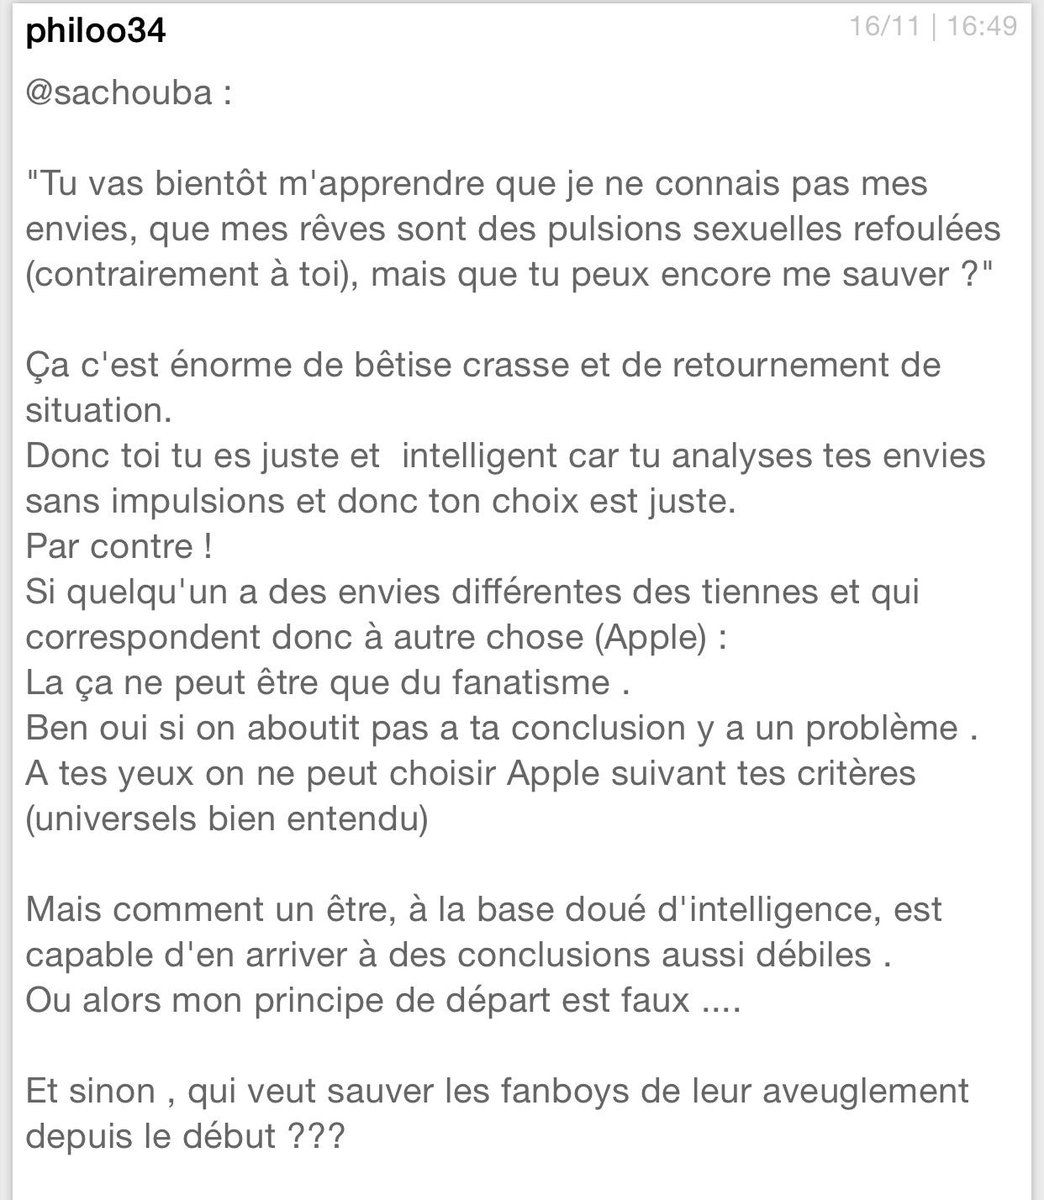 philoo34
16/11 | 16:49
@sachouba :
"Tu vas bientôt m'apprendre que je ne connais pas mes
envies, que mes rêves sont des pulsions sexuelles refoulées
(contrairement à toi), mais que tu peux encore me sauver ?"
Ça c'est énorme de bêtise crasse et de retournement de
situation.
Donc toi tu es juste et  intelligent car tu analyses tes envies
sans impulsions et donc ton choix est juste.
Par contre !
Si quelqu'un a des envies différentes des tiennes et qui
correspondent donc à autre chose (Apple) :
La ça ne peut être que du fanatisme .
Ben oui si on aboutit pas a ta conclusion y a un problème .
A tes yeux on ne peut choisir Apple suivant tes critères
(universels bien entendu)
Mais comment un être, à la base doué d'intelligence, est
capable d'en arriver à des conclusions aussi débiles .
Ou alors mon principe de départ est faux ....
Et sinon , qui veut sauver les fanboys de leur aveuglement
depuis le début ???